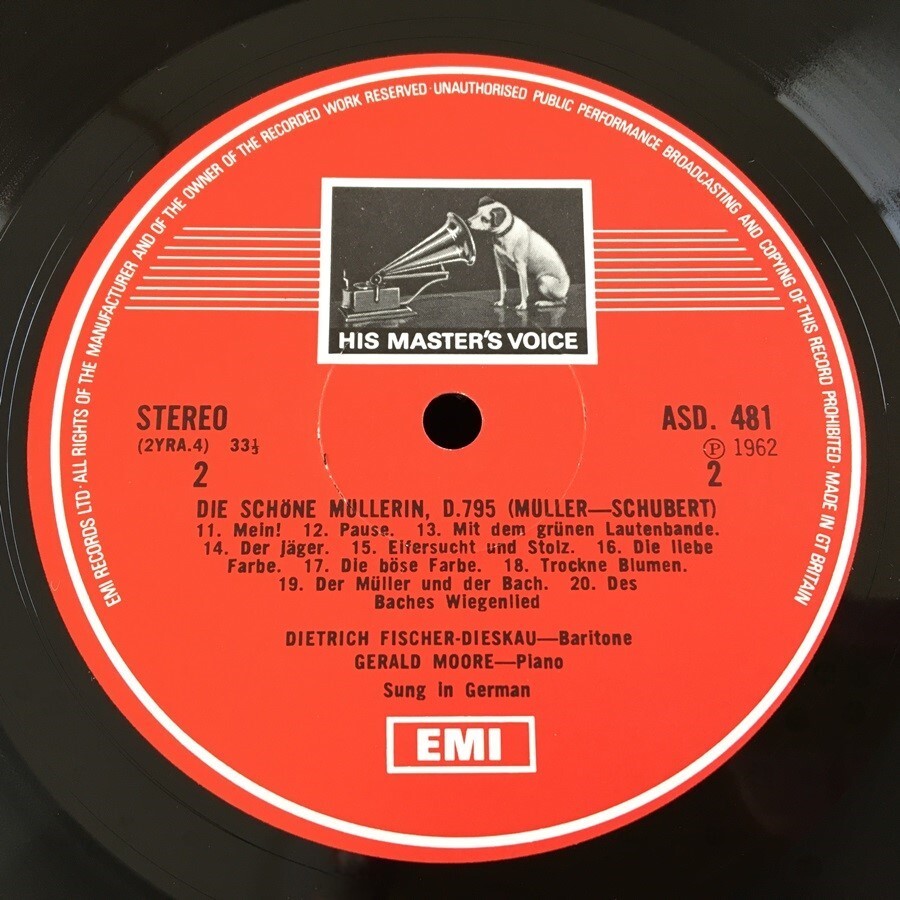 EMI RECORDS LTD · ALL RIGHTS OF THE MANUFACTURER AND OF THE OWNER OF THE RECORDED WORK RESERVED · UNAUTHORISED PUBLIC PERFORMANCE BROADCASTING AND COPYING OF THIS RECORD PROHIBITED · MADE IN GT BRITAIN
HIS MASTER'S VOICE
STEREO ASD. 481
(2YRA.4) 33⅓ ℗ 1962
2 2
DIE SCHÖNE MÜLLERIN, D.795 (MÜLLER—SCHUBERT)
11. Mein! 12. Pause. 13. Mit dem grünen Lautenbande.
14. Der Jäger. 15. Eifersucht und Stolz. 16. Die liebe
Farbe. 17. Die böse Farbe. 18. Trockne Blumen.
19. Der Müller und der Bach. 20. Des
Baches Wiegenlied
DIETRICH FISCHER-DIESKAU—Baritone
GERALD MOORE—Piano
Sung in German
EMI